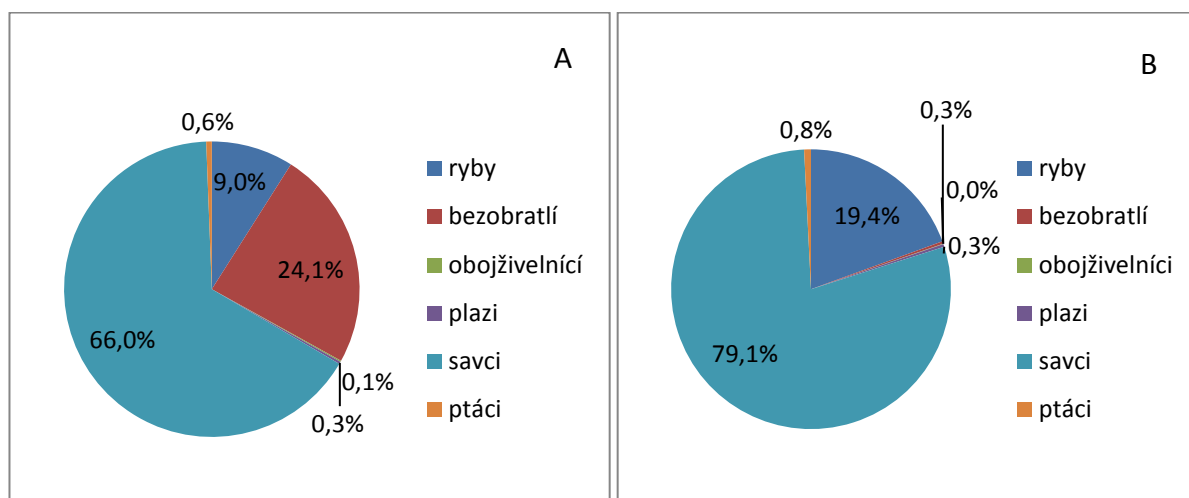 A
0,6%
9,0%
24,1%
66,0%
0,1%
0,3%
ryby
bezobratlí
obojživelnící
plazi
savci
ptáci
B
0,8%
0,3%
19,4%
0,0%
0,3%
79,1%
ryby
bezobratlí
obojživelníci
plazi
savci
ptáci